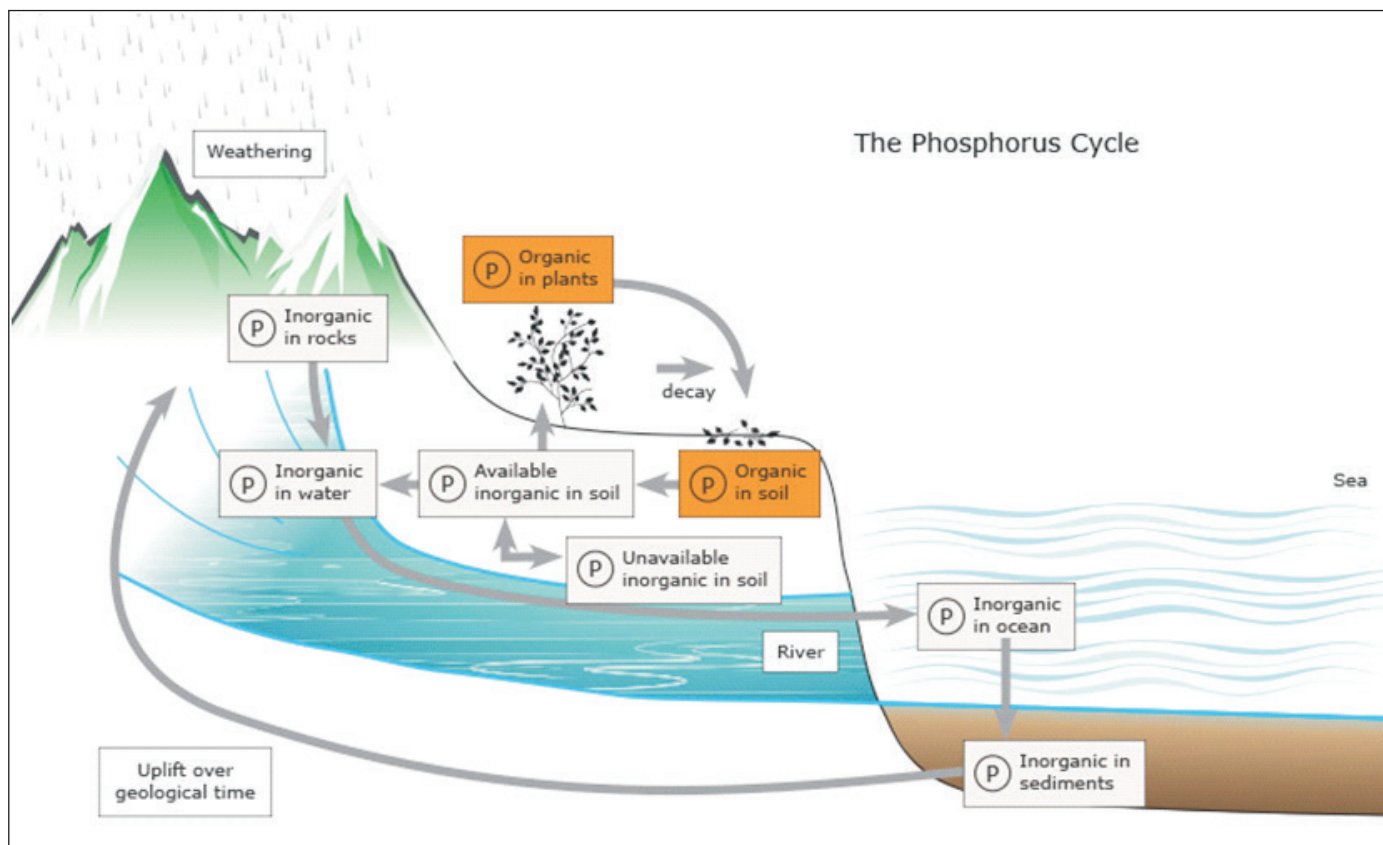 The Phosphorus Cycle
Weathering
P
Organic
in plants
P
Inorganic
in rocks
decay
P
Inorganic
in water
P
Available
inorganic in soil
P
Organic
in soil
Sea
P
Unavailable
inorganic in soil
P
Inorganic
in ocean
River
P
Inorganic in
sediments
Uplift over
geological time